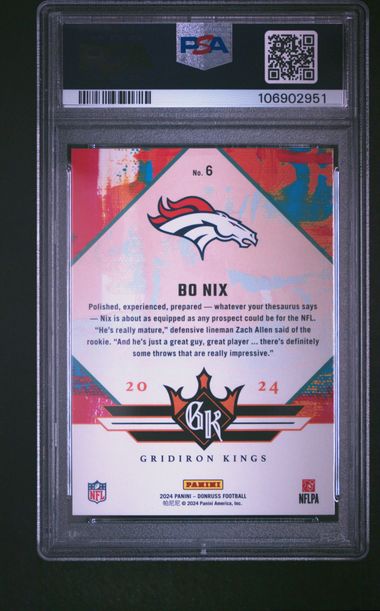 PSA
106902951
No. 6
BO NIX
Polished, experienced, prepared — whatever your thesaurus says
— Nix is about as equipped as any prospect could be for the NFL.
“He's really mature,” defensive lineman Zach Allen said of the
rookie. “And he's just a great guy, great player ... there's definitely
some throws that are really impressive.”
20 24
GK
GRIDIRON KINGS
PANINI
NFL
2024 PANINI - DONRUSS FOOTBALL
帕尼尼 © 2024 Panini America, Inc.
NFLPA